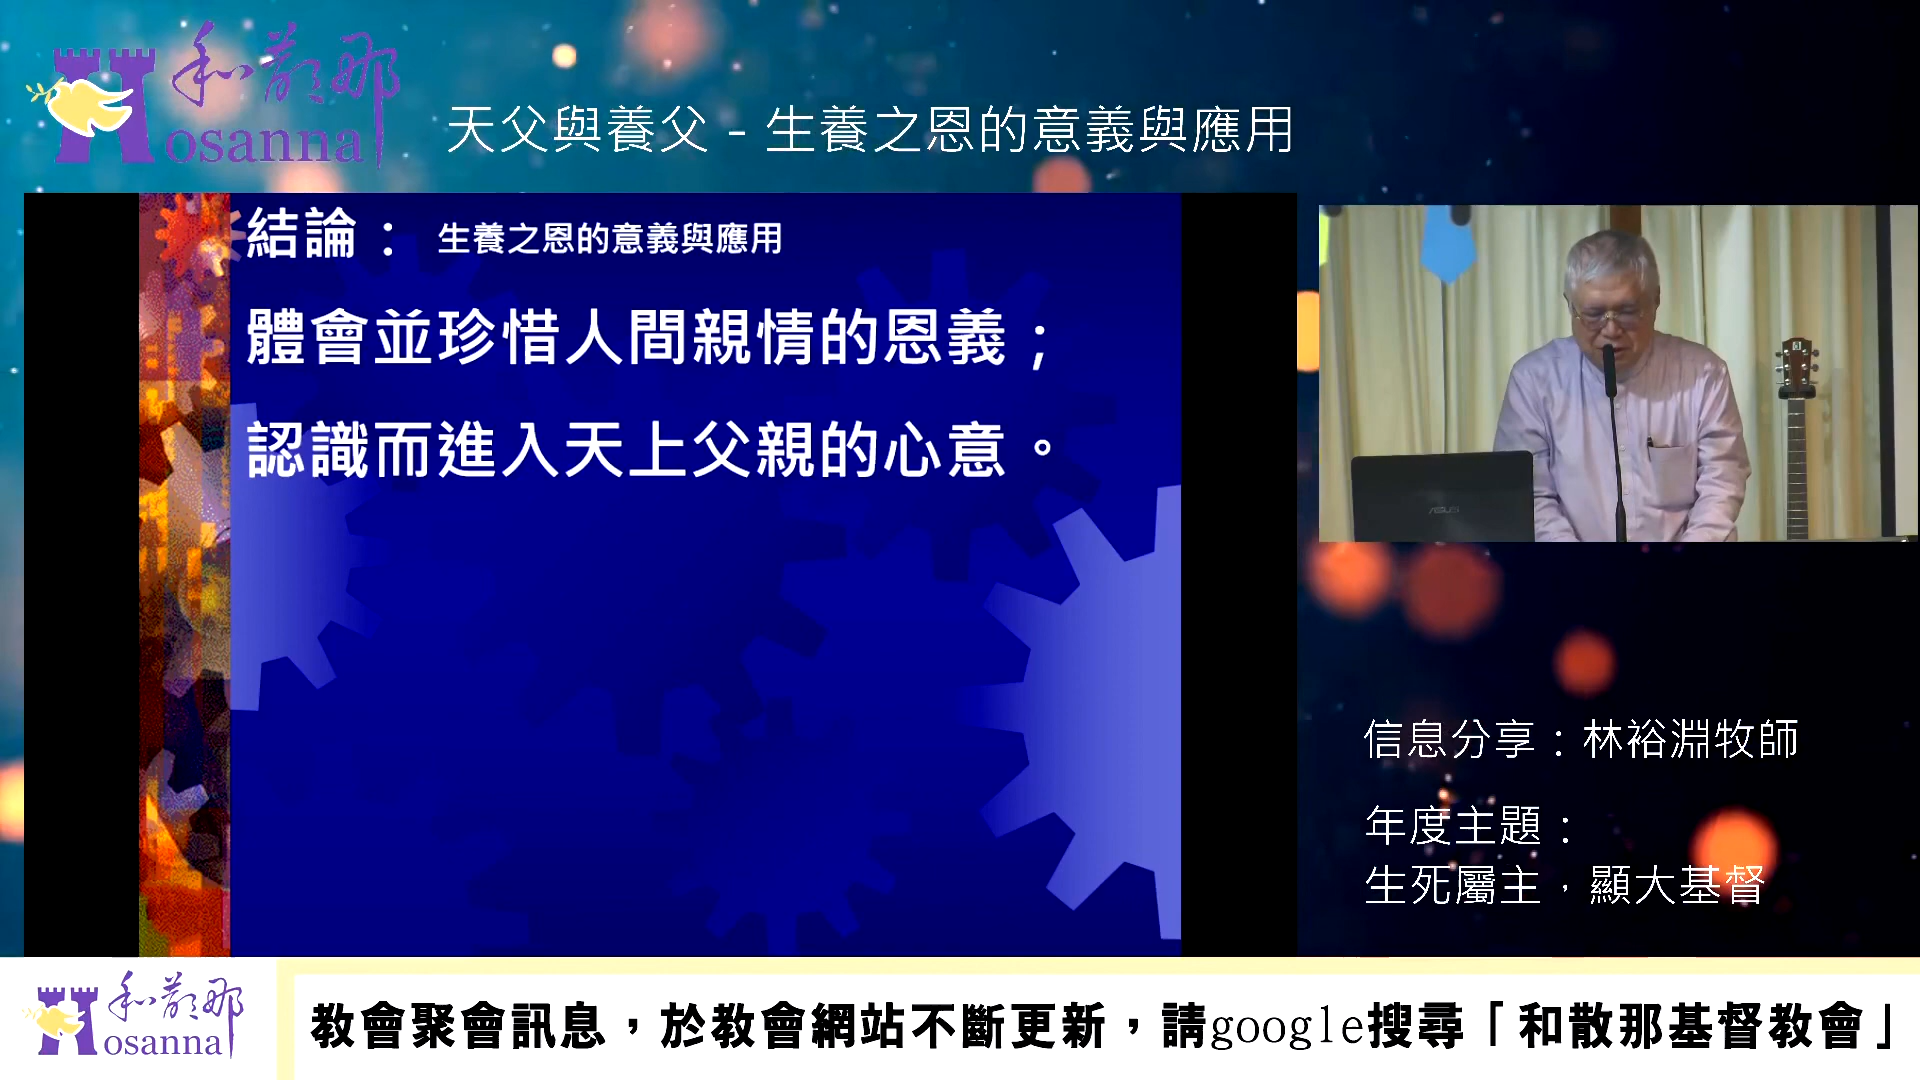 和散那
Hosanna
天父與養父 - 生養之恩的意義與應用
結論： 生養之恩的意義與應用
體會並珍惜人間親情的恩義；
認識而進入天上父親的心意。
ASUS
信息分享：林裕淵牧師
年度主題：
生死屬主，顯大基督
和散那
Hosanna
教會聚會訊息，於教會網站不斷更新，請google搜尋「和散那基督教會」